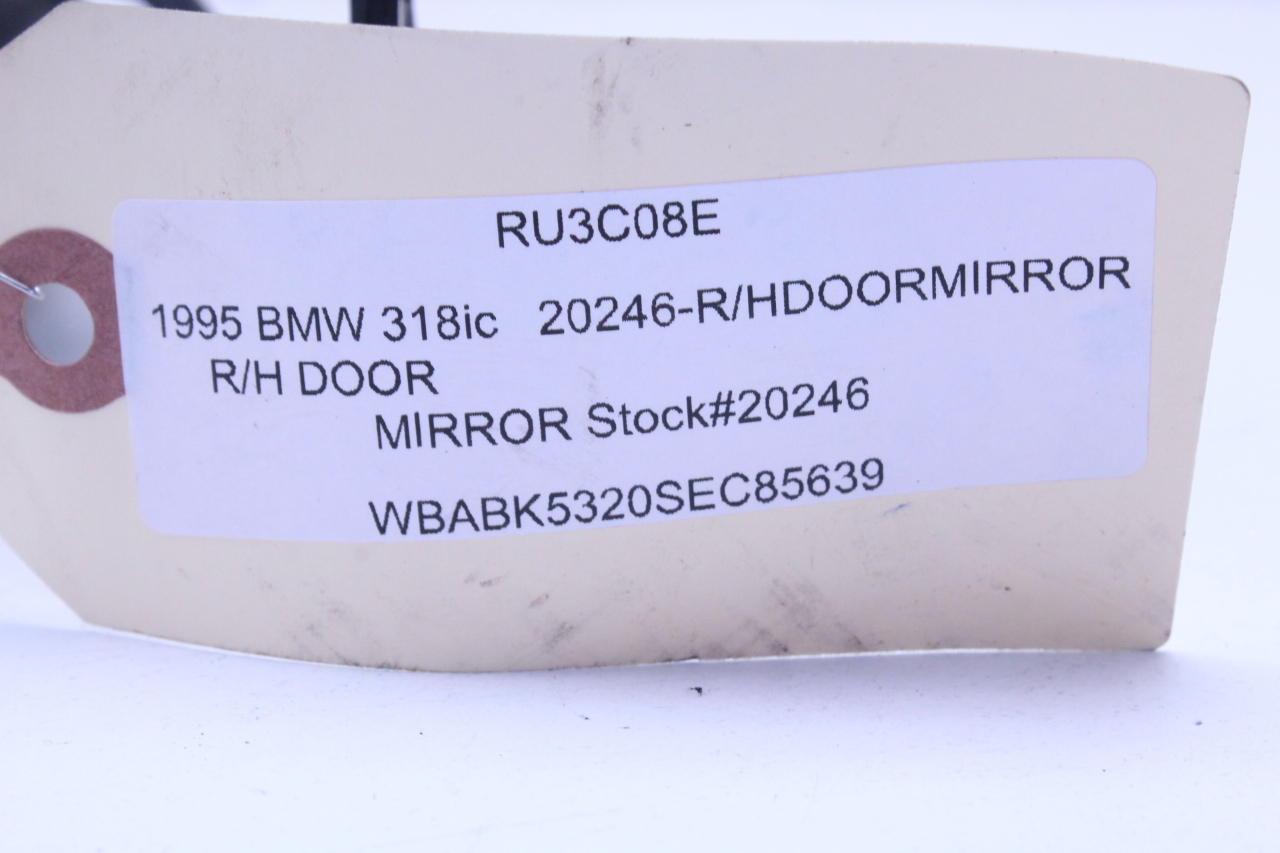 RU3C08E
1995 BMW 318ic 20246-R/HDOORMIRROR
R/H DOOR
MIRROR Stock#20246
WBABK5320SEC85639